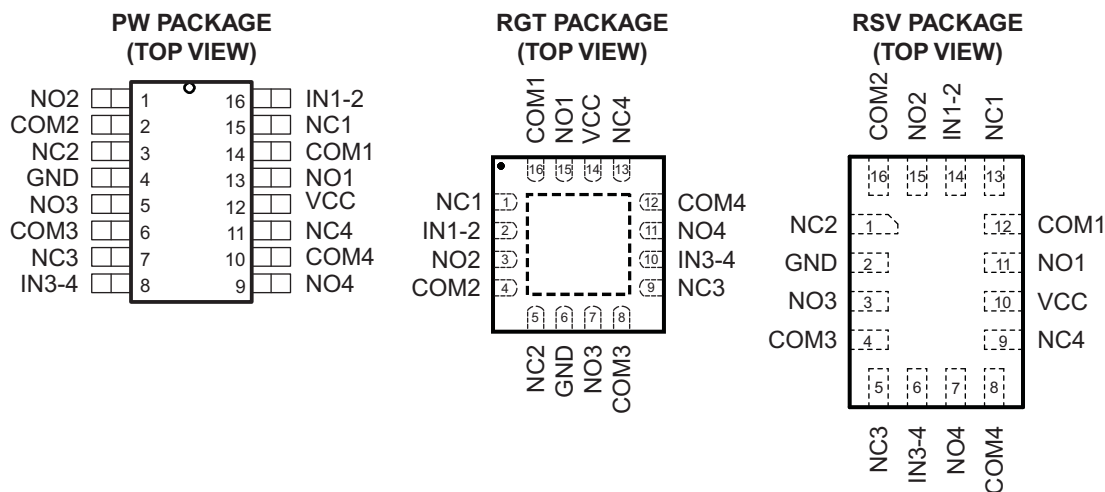 PW PACKAGE
(TOP VIEW)
NO2 1 16 IN1-2
COM2 2 15 NC1
NC2 3 14 COM1
GND 4 13 NO1
NO3 5 12 VCC
COM3 6 11 NC4
NC3 7 10 COM4
IN3-4 8 9 NO4
RGT PACKAGE
(TOP VIEW)
COM1 NO1 VCC NC4
16 15 14 13
NC1 1 12 COM4
IN1-2 2 11 NO4
NO2 3 10 IN3-4
COM2 4 9 NC3
5 6 7 8
NC2 GND NO3 COM3
RSV PACKAGE
(TOP VIEW)
COM2 NO2 IN1-2 NC1
16 15 14 13
NC2 1 12 COM1
GND 2 11 NO1
NO3 3 10 VCC
COM3 4 9 NC4
5 6 7 8
NC3 IN3-4 NO4 COM4